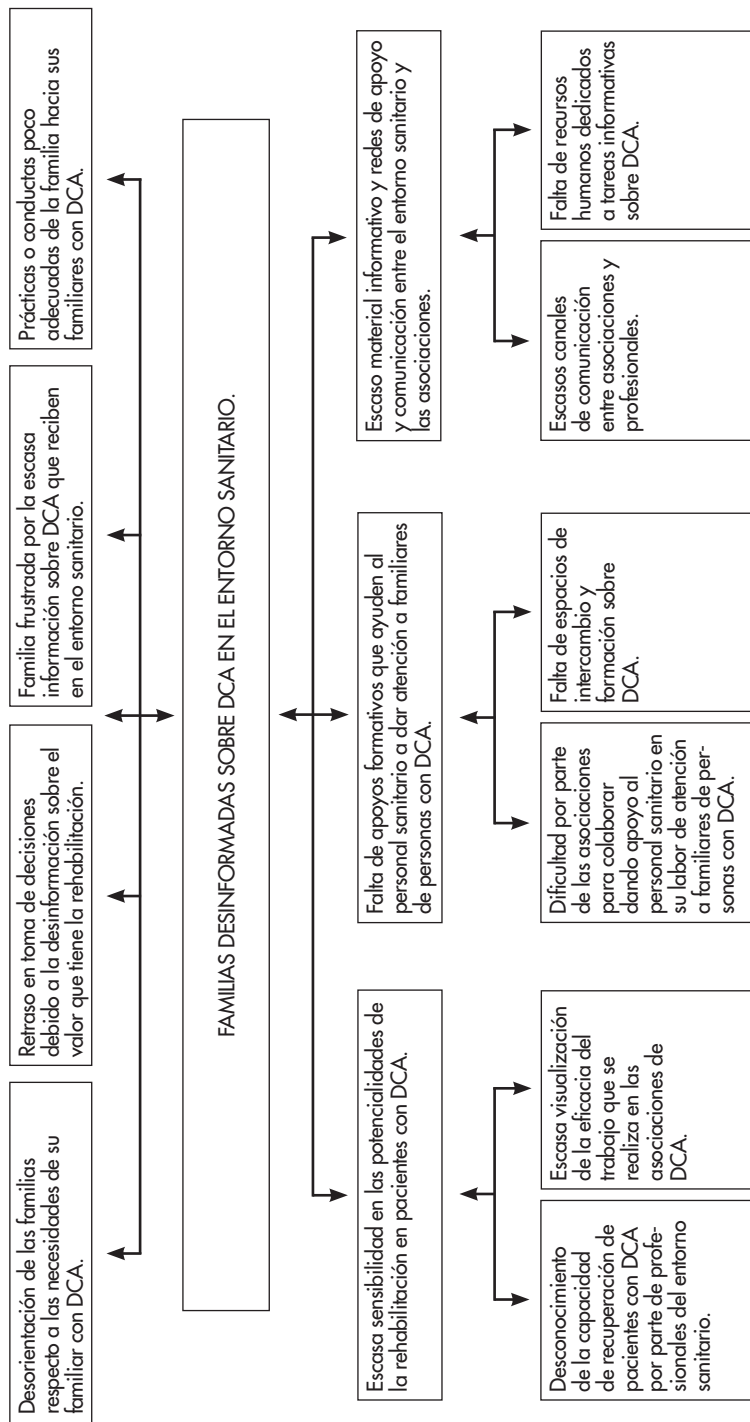 Desorientación de las familias
respecto a las necesidades de su
familiar con DCA.
Retraso en toma de decisiones
debido a la desinformación sobre el
valor que tiene la rehabilitación.
Familia frustrada por la escasa
información sobre DCA que reciben
en el entorno sanitario.
Prácticas o conductas poco
adecuadas de la familia hacia sus
familiares con DCA.
FAMILIAS DESINFORMADAS SOBRE DCA EN EL ENTORNO SANITARIO.
Escasa sensibilidad en las potencialidades de
la rehabilitación en pacientes con DCA.
Falta de apoyos formativos que ayuden al
personal sanitario a dar atención a familiares
de personas con DCA.
Escaso material informativo y redes de apoyo
y comunicación entre el entorno sanitario y
las asociaciones.
Desconocimiento
de la capacidad
de recuperación de
pacientes con DCA
por parte de profe-
sionales del entorno
sanitario.
Escasa visualización
de la eficacia del
trabajo que se
realiza en las
asociaciones de
DCA.
Dificultad por parte
de las asociaciones
para colaborar
dando apoyo al
personal sanitario en
su labor de atención
a familiares de per-
sonas con DCA.
Falta de espacios de
intercambio y
formación sobre
DCA.
Escasos canales
de comunicación
entre asociaciones y
profesionales.
Falta de recursos
humanos dedicados
a tareas informativas
sobre DCA.